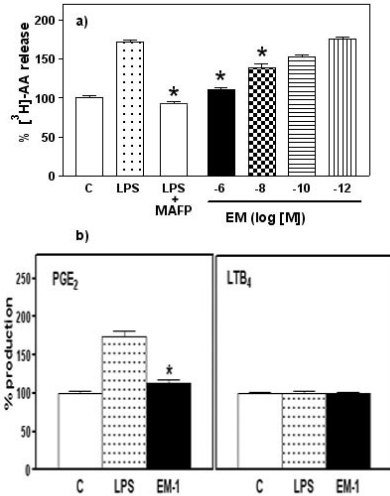 a)
% [³H]-AA release
200
150
100
50
0
* * *
C LPS LPS + MAFP -6 -8 -10 -12
EM (log [M])
b)
% production
250
200
150
100
50
0
PGE₂
*
C LPS EM-1
LTB₄
C LPS EM-1